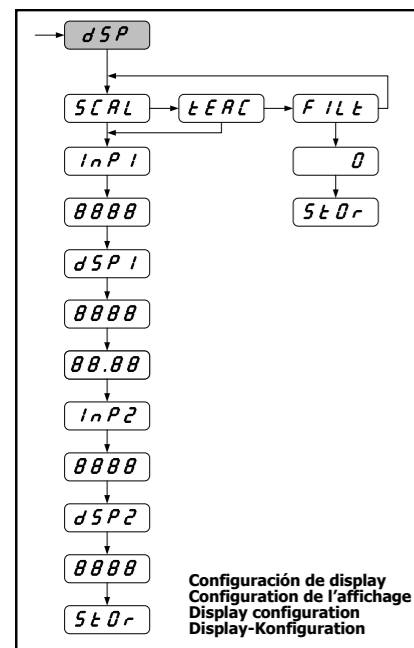 dSP
SCAL tEAC FILt
InP1 0
8888 StOr
dSP1
8888
88.88
InP2
8888
dSP2
8888
StOr
Configuración de display
Configuration de l'affichage
Display configuration
Display-Konfiguration